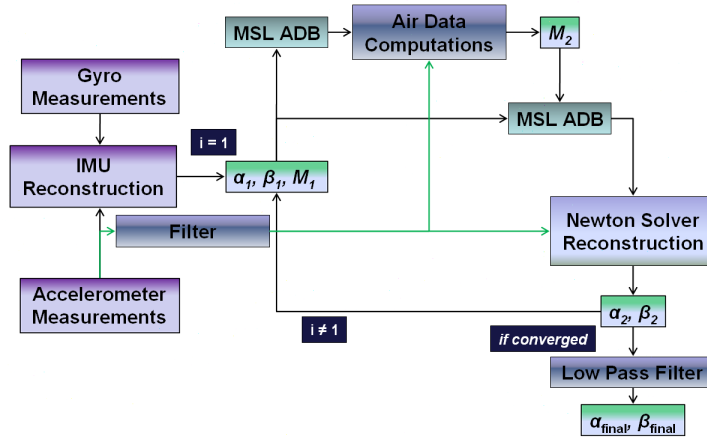 MSL ADB
Air Data
Computations
M2
Gyro
Measurements
MSL ADB
i = 1
IMU
Reconstruction
α1, β1, M1
Filter
Newton Solver
Reconstruction
Accelerometer
Measurements
α2, β2
i ≠ 1
if converged
Low Pass Filter
αfinal, βfinal